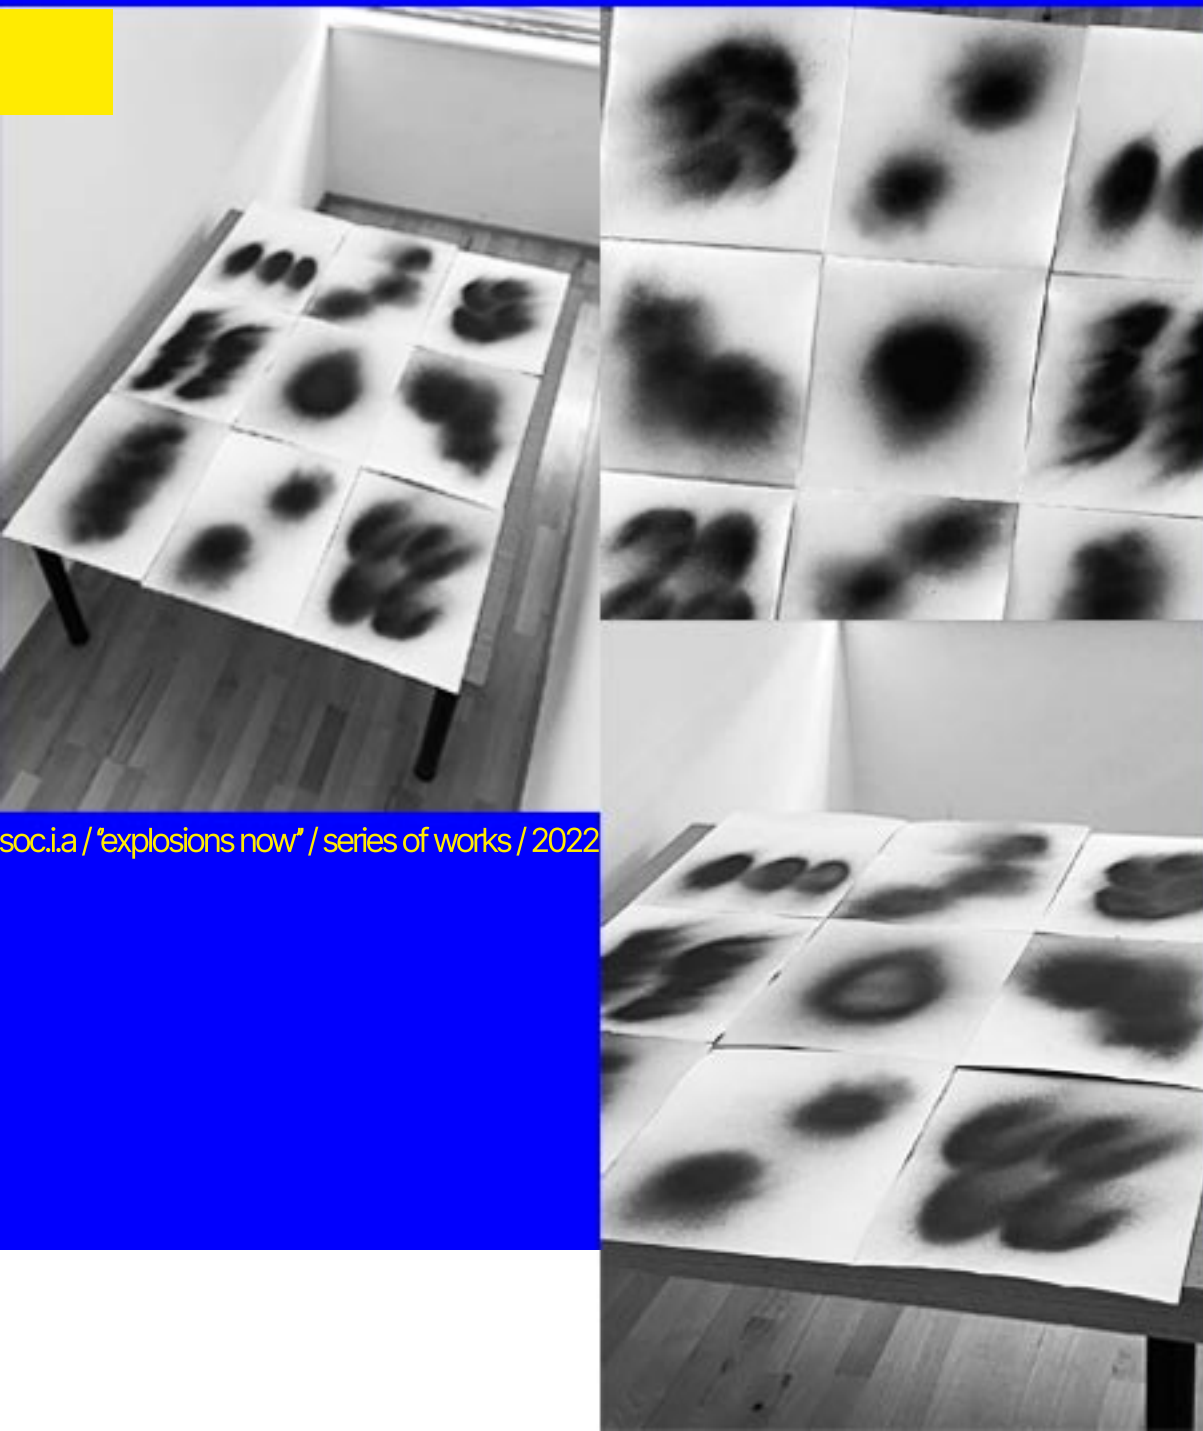 soc.i.a / "explosions now" / series of works / 2022